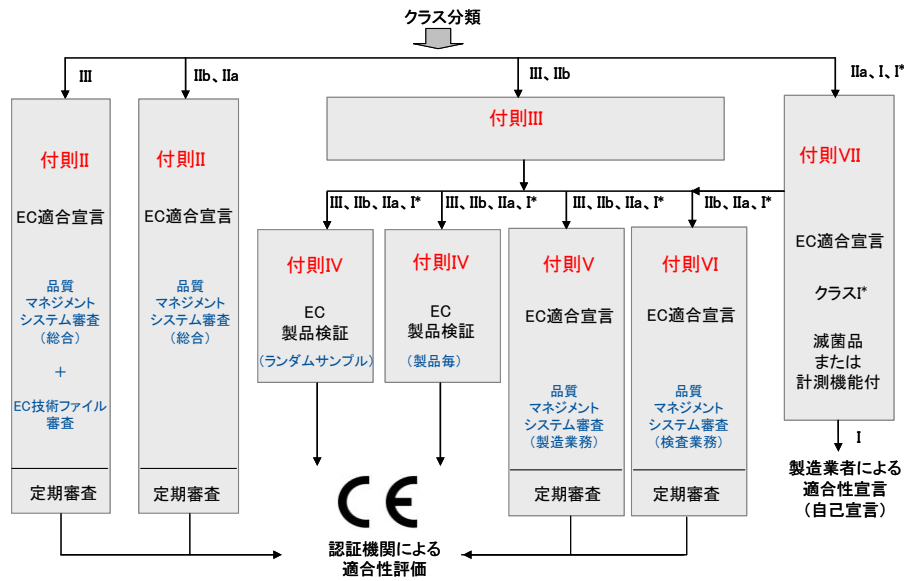 クラス分類
III
IIb、IIa
III、IIb
IIa、I、I*
付則II
EC適合宣言
品質
マネジメント
システム審査
(総合)
+
EC技術ファイル
審査
定期審査
付則II
EC適合宣言
品質
マネジメント
システム審査
(総合)
定期審査
付則III
III、IIb、IIa、I*
III、IIb、IIa、I*
III、IIb、IIa、I*
IIb、IIa、I*
付則IV
EC
製品検証
(ランダムサンプル)
付則IV
EC
製品検証
(製品毎)
付則V
EC適合宣言
品質
マネジメント
システム審査
(製造業務)
定期審査
付則VI
EC適合宣言
品質
マネジメント
システム審査
(検査業務)
定期審査
付則VII
EC適合宣言
クラスI*
滅菌品
または
計測機能付
I
製造業者による
適合性宣言
(自己宣言)
CE
認証機関による
適合性評価